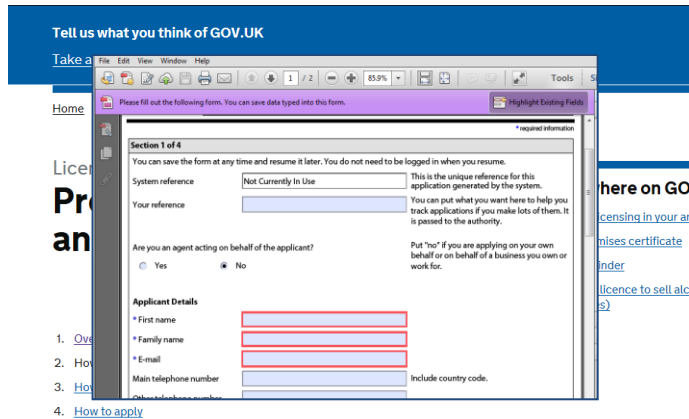 Tell us what you think of GOV.UK
Take a
File Edit View Window Help
1 / 2 85.9% Tools
Please fill out the following form. You can save data typed into this form. Highlight Existing Fields
Home
* required information
Section 1 of 4
You can save the form at any time and resume it later. You do not need to be logged in when you resume.
System reference Not Currently In Use This is the unique reference for this
application generated by the system.
Your reference You can put what you want here to help you
track applications if you make lots of them. It
is passed to the authority.
Are you an agent acting on behalf of the applicant? Put "no" if you are applying on your own
behalf or on behalf of a business you own or
work for.
Yes No
Applicant Details
* First name
* Family name
* E-mail
Main telephone number Include country code.
Other telephone number
Licen
Pr
an
1. Ove
2. How
3. How
4. How to apply
here on GO
icensing in your ar
mises certificate
inder
licence to sell alc
es)